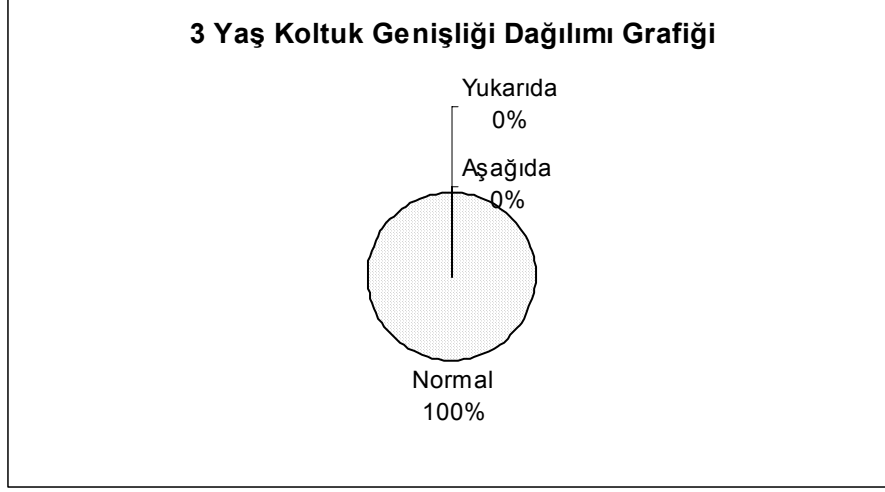 3 Yaş Koltuk Genişliği Dağılımı Grafiği
Yukarıda
0%
Aşağıda
0%
Normal
100%